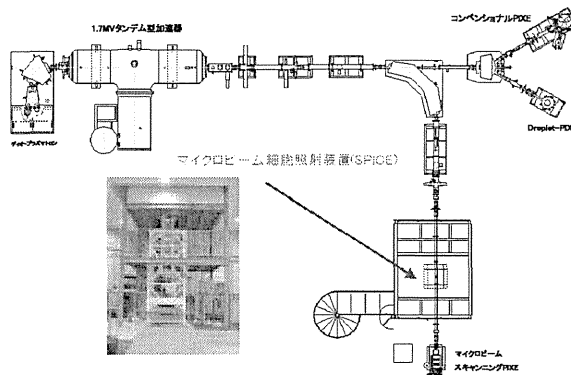 コンベンショナルPIXE
1.7MVタンデム型加速器
デュオ・プラズマトロン
Droplet-PIXE
マイクロビーム細胞照射装置(SPICE)
マイクロビーム
スキャンニングPIXE